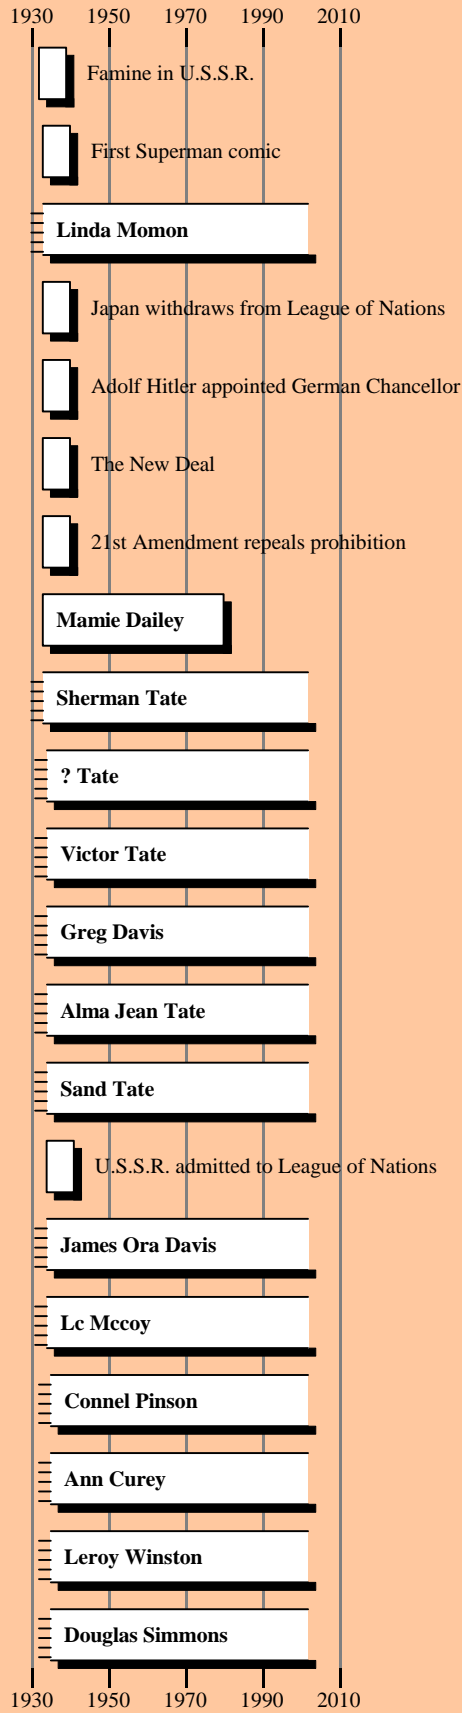 1930 1950 1970 1990 2010
Famine in U.S.S.R.
First Superman comic
Linda Momon
Japan withdraws from League of Nations
Adolf Hitler appointed German Chancellor
The New Deal
21st Amendment repeals prohibition
Mamie Dailey
Sherman Tate
? Tate
Victor Tate
Greg Davis
Alma Jean Tate
Sand Tate
U.S.S.R. admitted to League of Nations
James Ora Davis
Lc Mccoy
Connel Pinson
Ann Curey
Leroy Winston
Douglas Simmons
1930 1950 1970 1990 2010